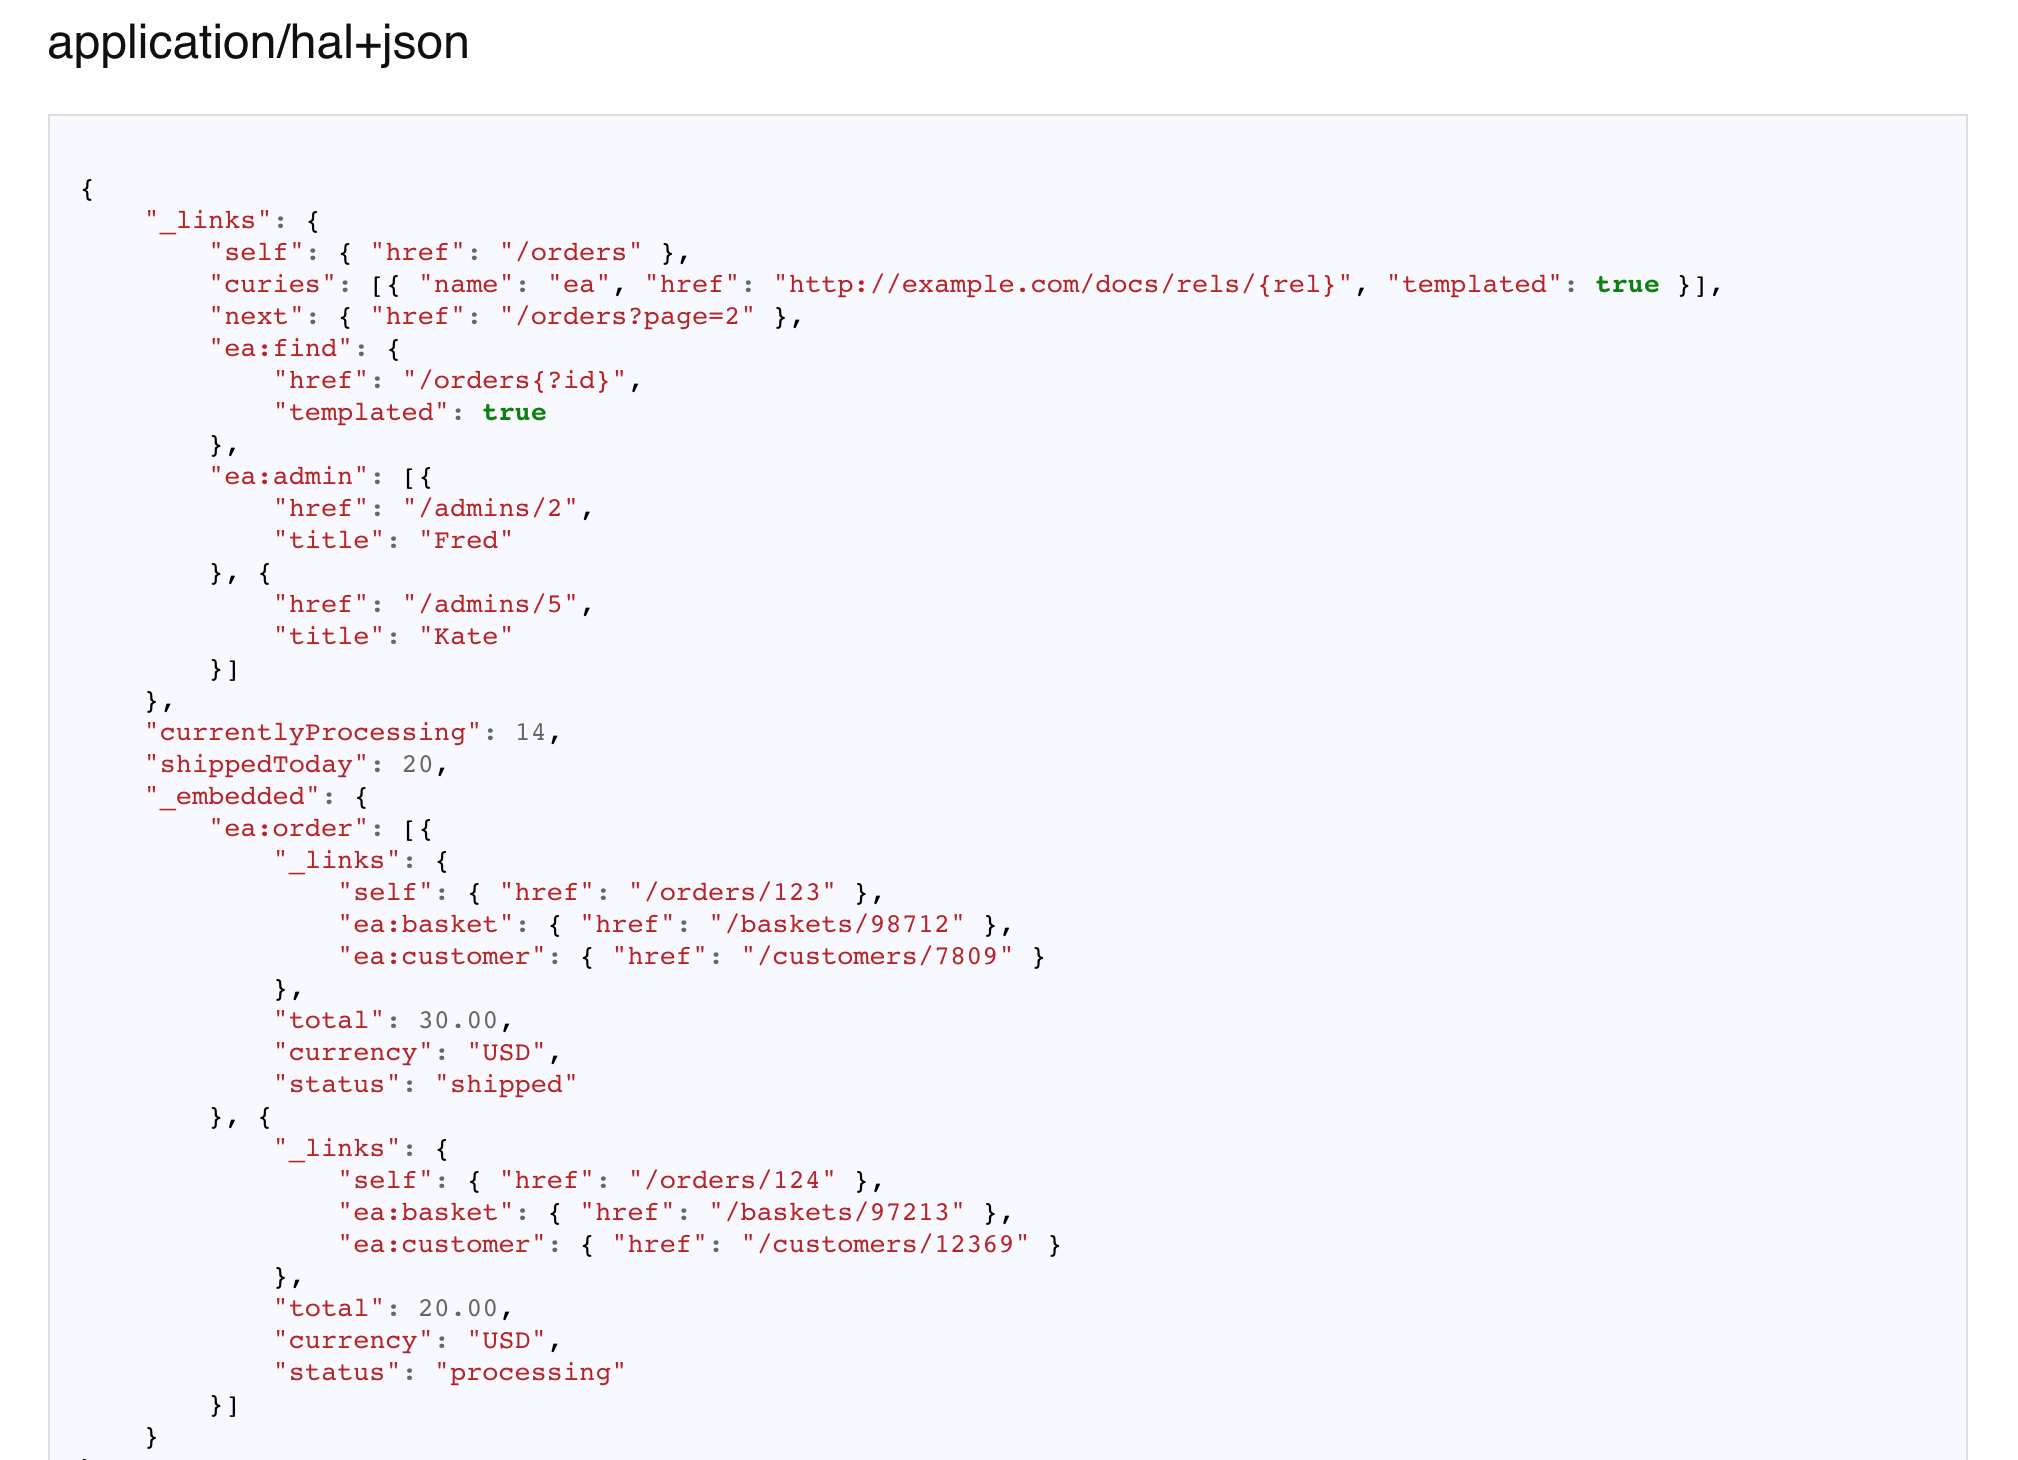 application/hal+json
{
    "_links": {
        "self": { "href": "/orders" },
        "curies": [{ "name": "ea", "href": "http://example.com/docs/rels/{rel}", "templated": true }],
        "next": { "href": "/orders?page=2" },
        "ea:find": {
            "href": "/orders{?id}",
            "templated": true
        },
        "ea:admin": [{
            "href": "/admins/2",
            "title": "Fred"
        }, {
            "href": "/admins/5",
            "title": "Kate"
        }]
    },
    "currentlyProcessing": 14,
    "shippedToday": 20,
    "_embedded": {
        "ea:order": [{
            "_links": {
                "self": { "href": "/orders/123" },
                "ea:basket": { "href": "/baskets/98712" },
                "ea:customer": { "href": "/customers/7809" }
            },
            "total": 30.00,
            "currency": "USD",
            "status": "shipped"
        }, {
            "_links": {
                "self": { "href": "/orders/124" },
                "ea:basket": { "href": "/baskets/97213" },
                "ea:customer": { "href": "/customers/12369" }
            },
            "total": 20.00,
            "currency": "USD",
            "status": "processing"
        }]
    }